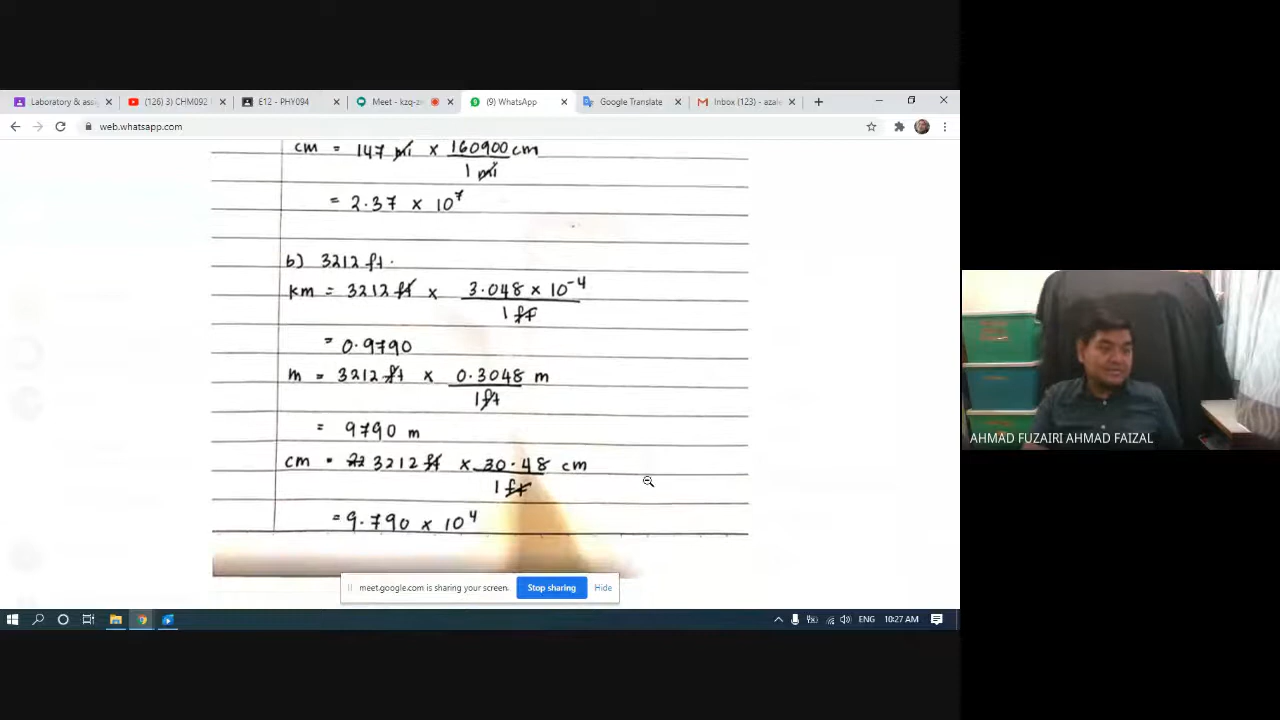 Laboratory & ass
(126) 3) CHM092
E12 - PHY094
Meet - kzq-z
(9) WhatsApp
Google Translate
Inbox (123) - azale
web.whatsapp.com
cm = 147 mi × 160900 cm
1 mi
= 2.37 × 10⁷
b) 3212 ft.
km = 3212 ft × 3.048 × 10⁻⁴
1 ft
= 0.9790
m = 3212 ft × 0.3048 m
1 ft
= 9790 m
cm = 3212 ft × 30.48 cm
1 ft
= 9.790 × 10⁴
AHMAD FUZAIRI AHMAD FAIZAL
meet.google.com is sharing your screen.
Stop sharing
Hide
ENG
10:27 AM